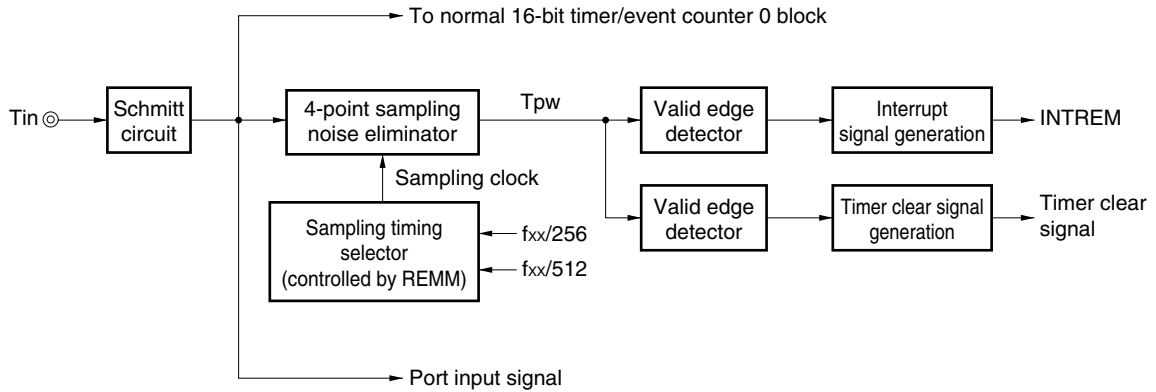 To normal 16-bit timer/event counter 0 block
Tin
Schmitt
circuit
4-point sampling
noise eliminator
Tpw
Valid edge
detector
Interrupt
signal generation
INTREM
Sampling clock
Sampling timing
selector
(controlled by REMM)
fxx/256
fxx/512
Valid edge
detector
Timer clear signal
generation
Timer clear
signal
Port input signal